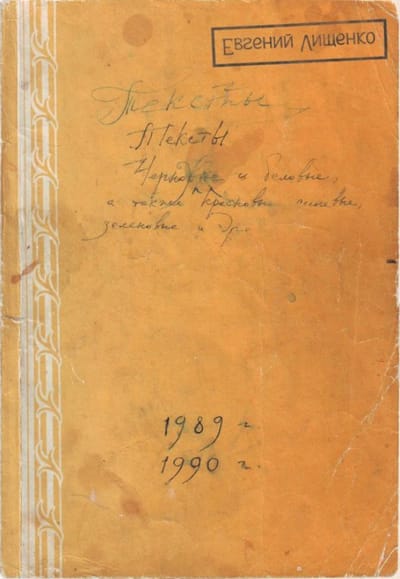 Евгений Лищенко
Тексты
Тексты
Черновые и беловые,
а также красновые синевые,
зеленовые и др.
1989 г.
1990 г.